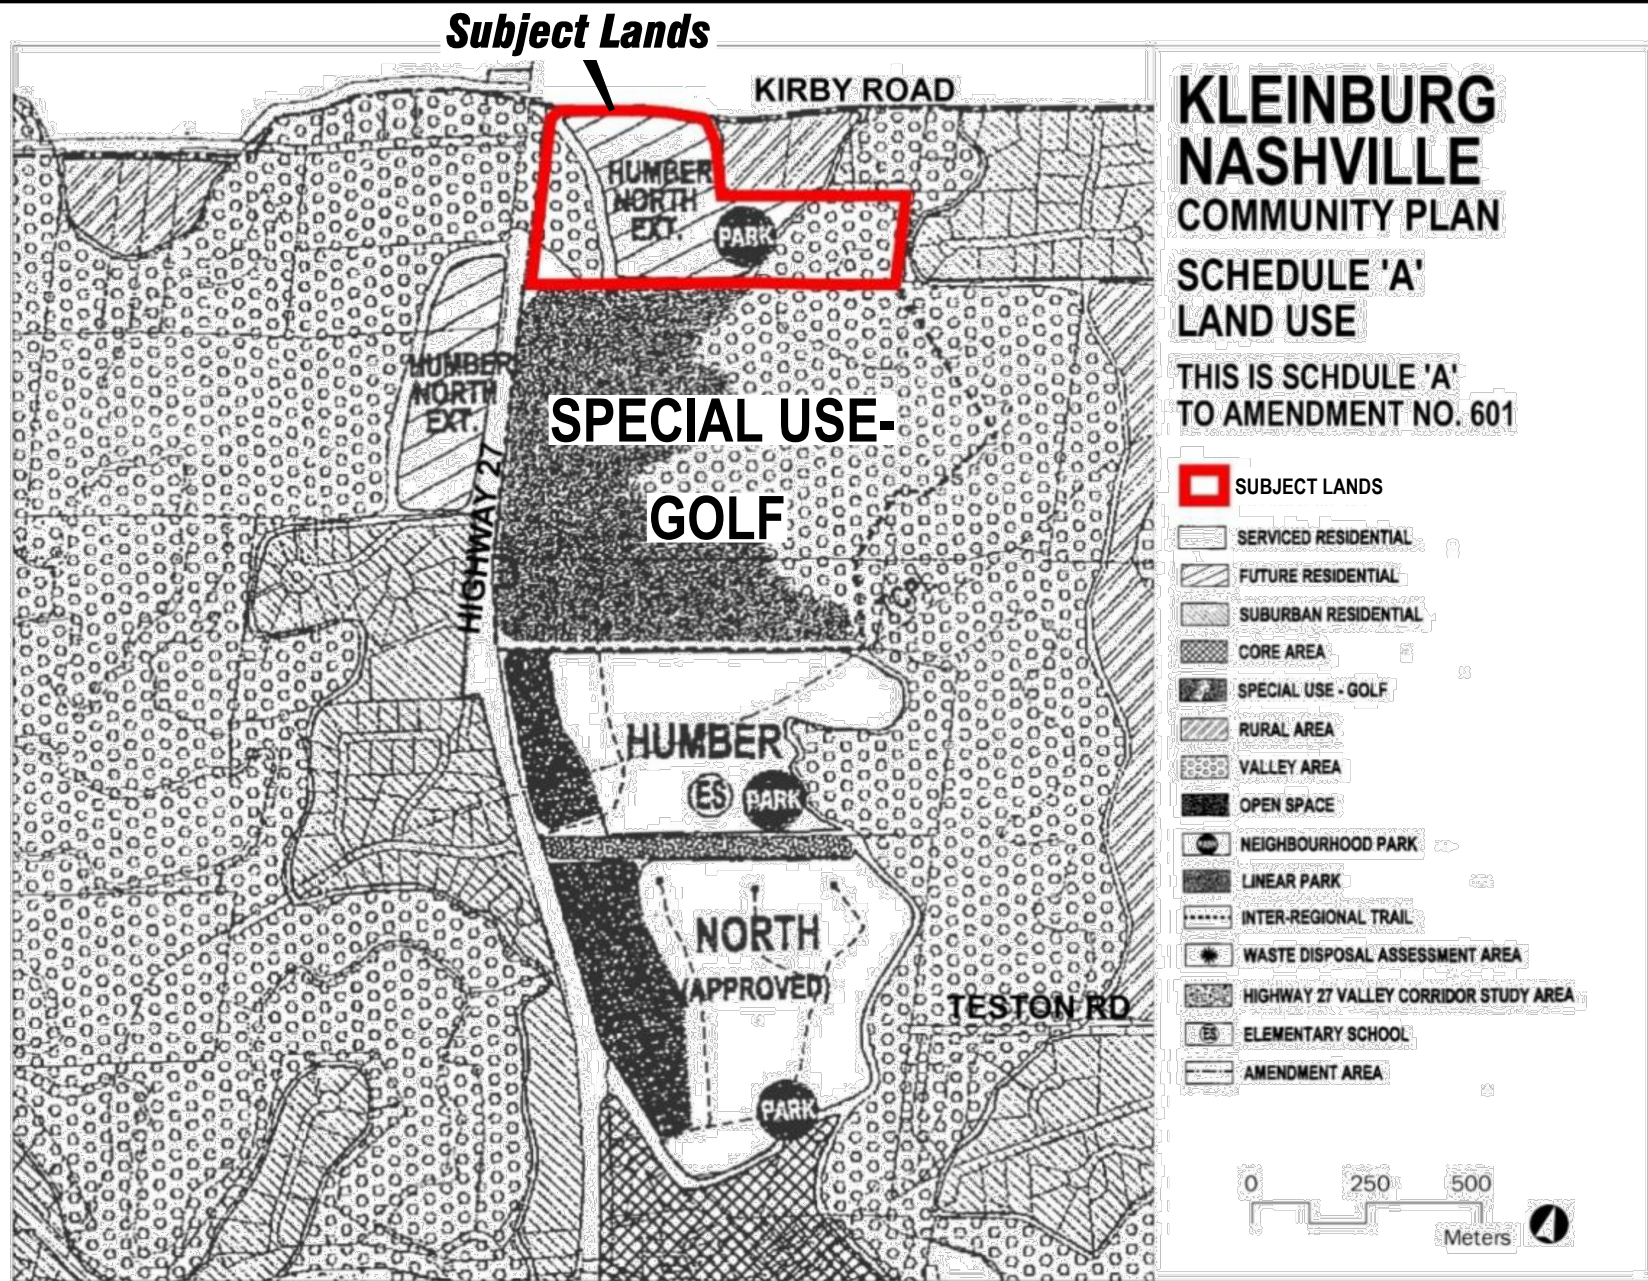 Subject Lands
KIRBY ROAD
HUMBER
NORTH
EXT.
PARK
HUMBER
NORTH
EXT.
HIGHWAY 27
SPECIAL USE-
GOLF
HUMBER
ES
PARK
NORTH
(APPROVED)
TESTON RD
PARK
KLEINBURG
NASHVILLE
COMMUNITY PLAN
SCHEDULE 'A'
LAND USE
THIS IS SCHDULE 'A'
TO AMENDMENT NO. 601
SUBJECT LANDS
SERVICED RESIDENTIAL
FUTURE RESIDENTIAL
SUBURBAN RESIDENTIAL
CORE AREA
SPECIAL USE - GOLF
RURAL AREA
VALLEY AREA
OPEN SPACE
NEIGHBOURHOOD PARK
LINEAR PARK
INTER-REGIONAL TRAIL
WASTE DISPOSAL ASSESSMENT AREA
HIGHWAY 27 VALLEY CORRIDOR STUDY AREA
ES ELEMENTARY SCHOOL
AMENDMENT AREA
0 250 500
Meters